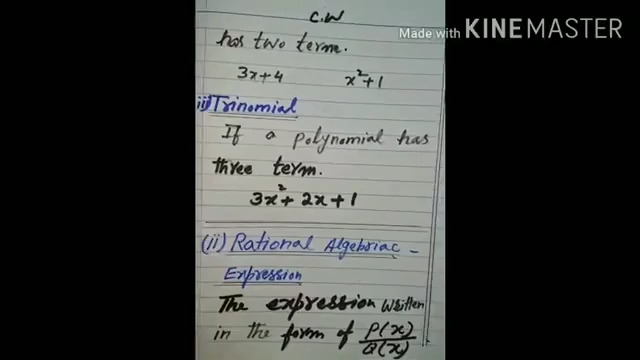 C.W
Made with KINEMASTER
has two term.
3x+4 x²+1
ii) Trinomial
If a polynomial has
three term.
3x²+ 2x+1
(ii) Rational Algebriac -
Expression
The expression written
in the form of P(x)/Q(x)